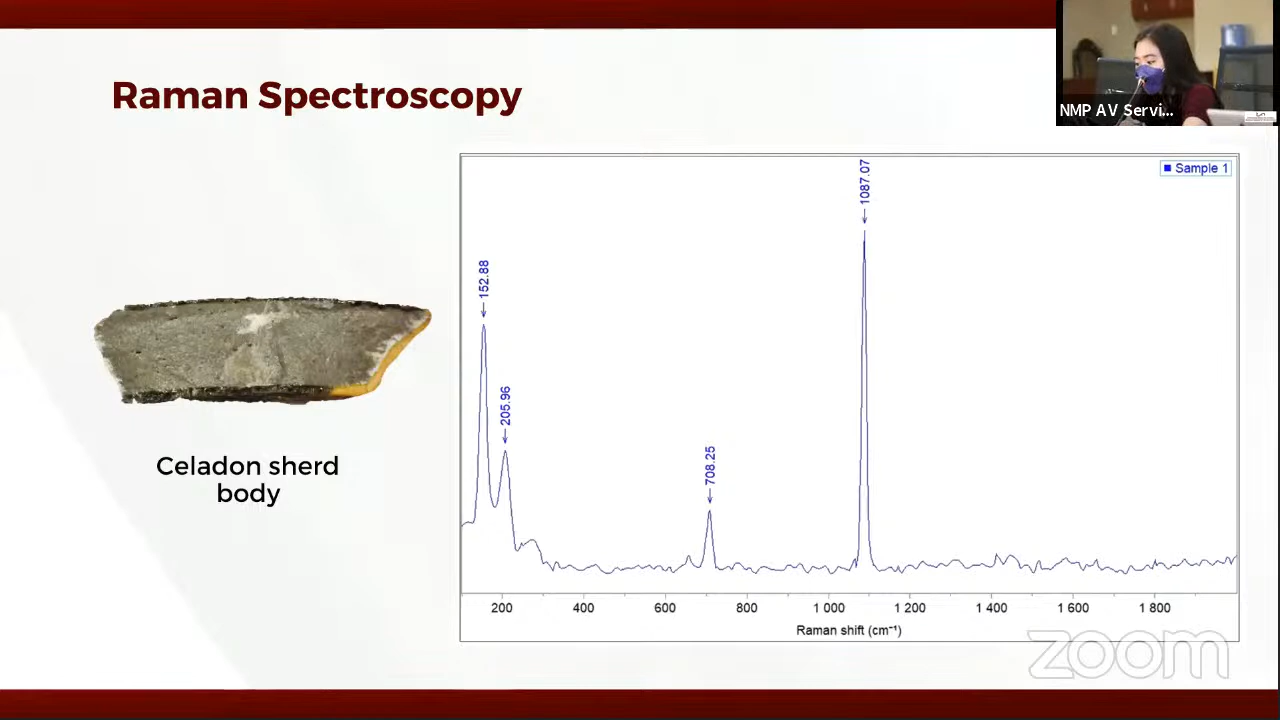 Raman Spectroscopy
NMP AV Servi...
Sample 1
1087.07
152.88
205.96
708.25
Celadon sherd
body
200 400 600 800 1 000 1 200 1 400 1 600 1 800
Raman shift (cm⁻¹)
zoom